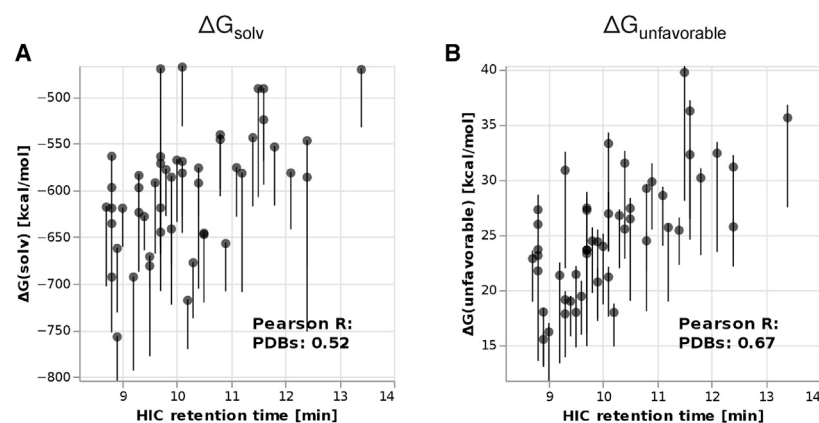 ΔGsolv
ΔGunfavorable
A
B
ΔG(solv) [kcal/mol]
−500
−550
−600
−650
−700
−750
−800
Pearson R:
PDBs: 0.52
9
10
11
12
13
14
HIC retention time [min]
ΔG(unfavorable) [kcal/mol]
40
35
30
25
20
15
Pearson R:
PDBs: 0.67
9
10
11
12
13
14
HIC retention time [min]